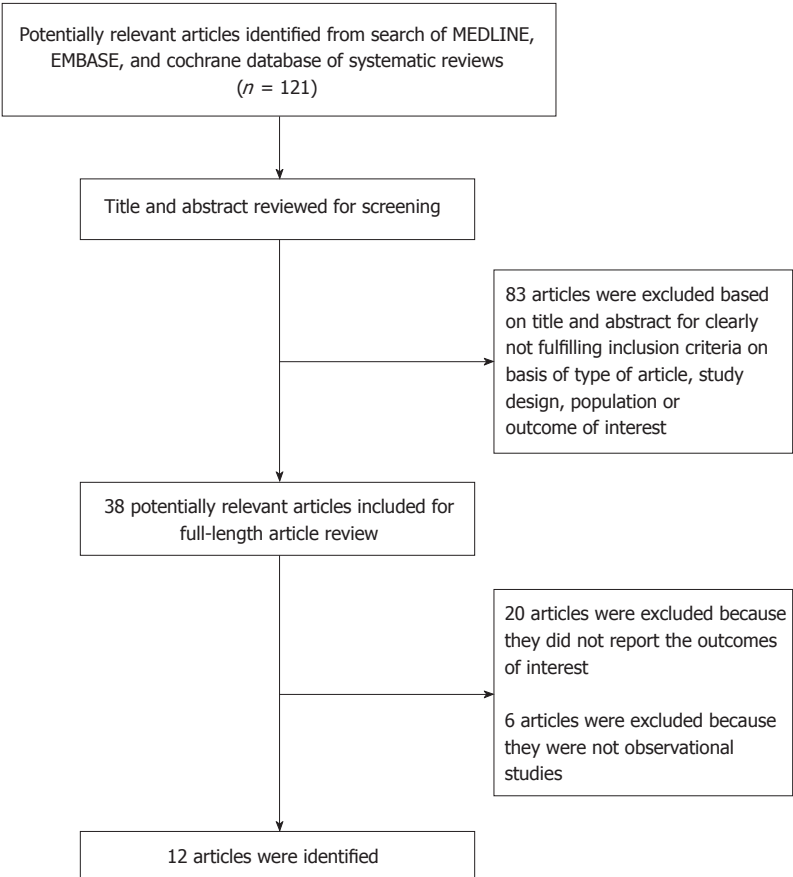 Potentially relevant articles identified from search of MEDLINE,
EMBASE, and cochrane database of systematic reviews
(n = 121)
Title and abstract reviewed for screening
83 articles were excluded based
on title and abstract for clearly
not fulfilling inclusion criteria on
basis of type of article, study
design, population or
outcome of interest
38 potentially relevant articles included for
full-length article review
20 articles were excluded because
they did not report the outcomes
of interest
6 articles were excluded because
they were not observational
studies
12 articles were identified